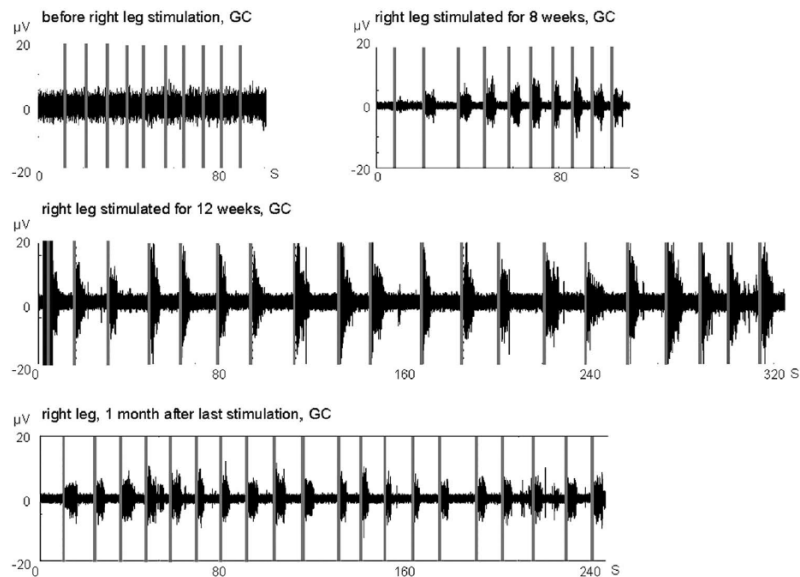 before right leg stimulation, GC
µV
20
0
-20
0 80 S
right leg stimulated for 8 weeks, GC
µV
20
0
-20
0 80 S
right leg stimulated for 12 weeks, GC
µV
20
0
-20
0 80 160 240 320 S
right leg, 1 month after last stimulation, GC
µV
20
0
-20
0 80 160 240 S